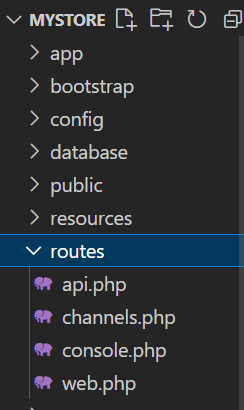 MYSTORE
app
bootstrap
config
database
public
resources
routes
api.php
channels.php
console.php
web.php